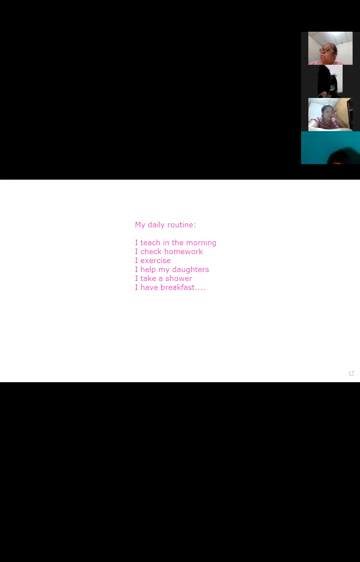 My daily routine:
I teach in the morning
I check homework
I exercise
I help my daughters
I take a shower
I have breakfast....